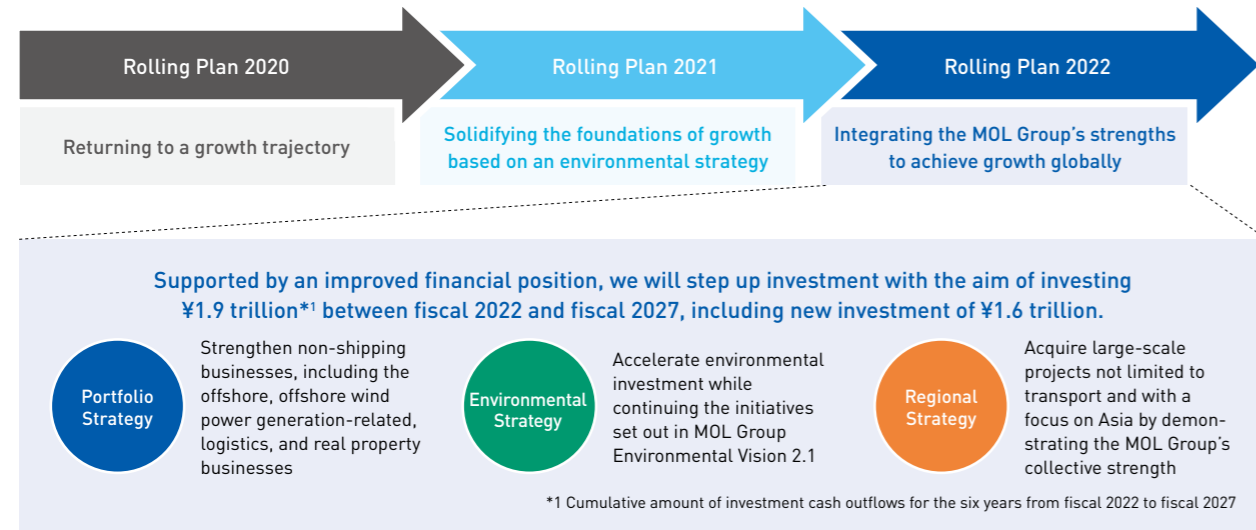 Rolling Plan 2020
Rolling Plan 2021
Rolling Plan 2022
Returning to a growth trajectory
Solidifying the foundations of growth
based on an environmental strategy
Integrating the MOL Group's strengths
to achieve growth globally
Supported by an improved financial position, we will step up investment with the aim of investing
¥1.9 trillion*1 between fiscal 2022 and fiscal 2027, including new investment of ¥1.6 trillion.
Portfolio
Strategy
Strengthen non-shipping
businesses, including the
offshore, offshore wind
power generation-related,
logistics, and real property
businesses
Environmental
Strategy
Accelerate environmental
investment while
continuing the initiatives
set out in MOL Group
Environmental Vision 2.1
Regional
Strategy
Acquire large-scale
projects not limited to
transport and with a
focus on Asia by demon-
strating the MOL Group's
collective strength
*1 Cumulative amount of investment cash outflows for the six years from fiscal 2022 to fiscal 2027